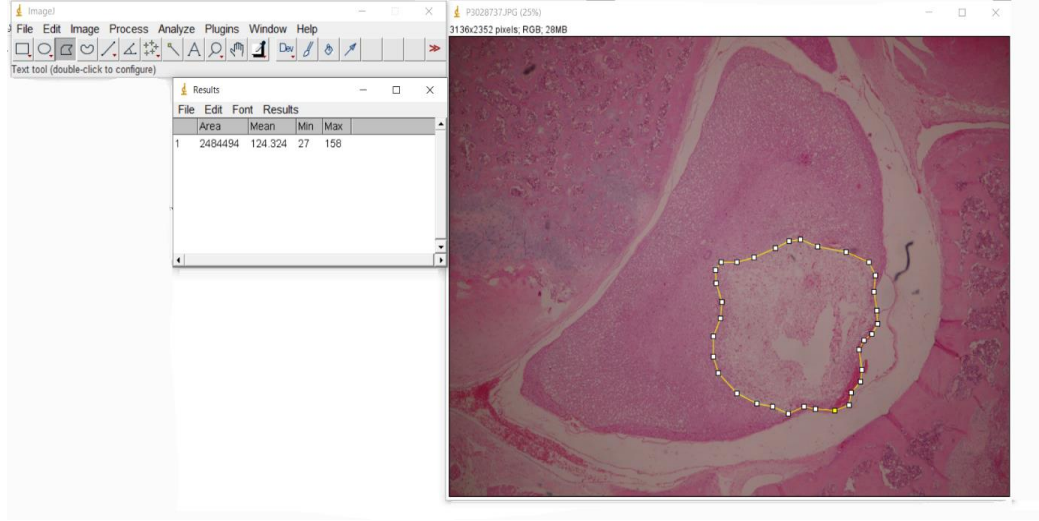 ImageJ
File Edit Image Process Analyze Plugins Window Help
A Dev
Text tool (double-click to configure)
Results
File Edit Font Results
Area Mean Min Max
1 2484494 124.324 27 158
P3028737.JPG (25%)
3136x2352 pixels; RGB; 28MB